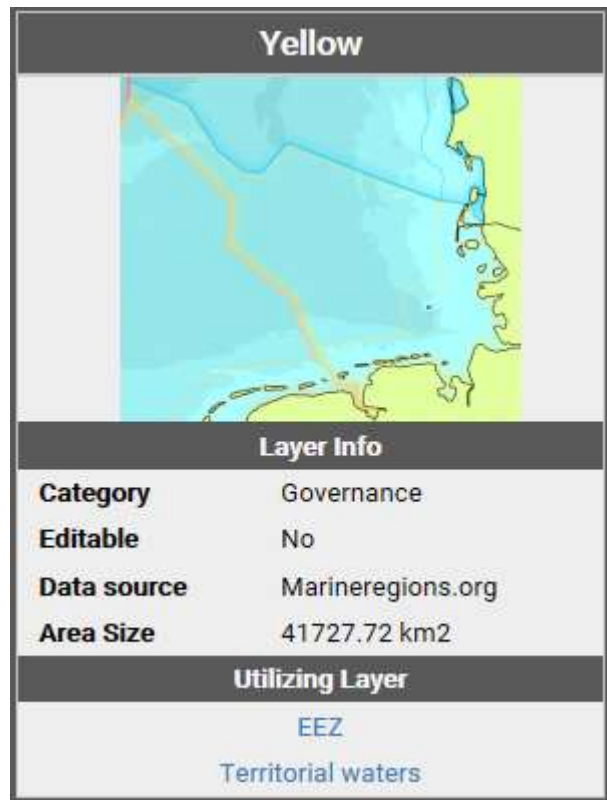 Yellow
Layer Info
Category Governance
Editable No
Data source Marineregions.org
Area Size 41727.72 km2
Utilizing Layer
EEZ
Territorial waters